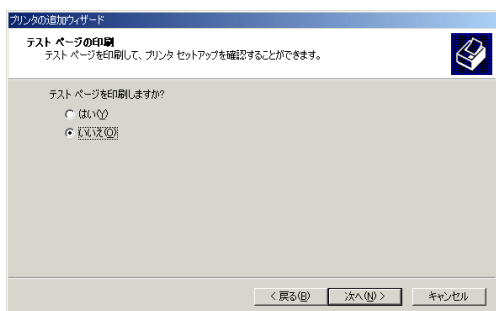 プリンタの追加ウィザード
テスト ページの印刷
テスト ページを印刷して、プリンタ セットアップを確認することができます。
テスト ページを印刷しますか?
はい(Y)
いいえ(O)
< 戻る(B)
次へ(N) >
キャンセル